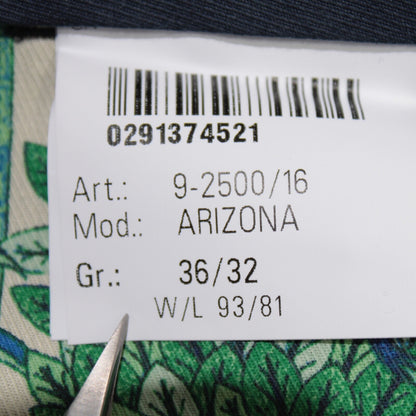 0291374521
Art.: 9-2500/16
Mod.: ARIZONA
Gr.: 36/32
W/L 93/81